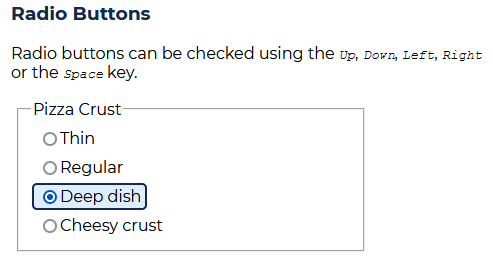 Radio Buttons
Radio buttons can be checked using the Up, Down, Left, Right
or the Space key.
Pizza Crust
Thin
Regular
Deep dish
Cheesy crust